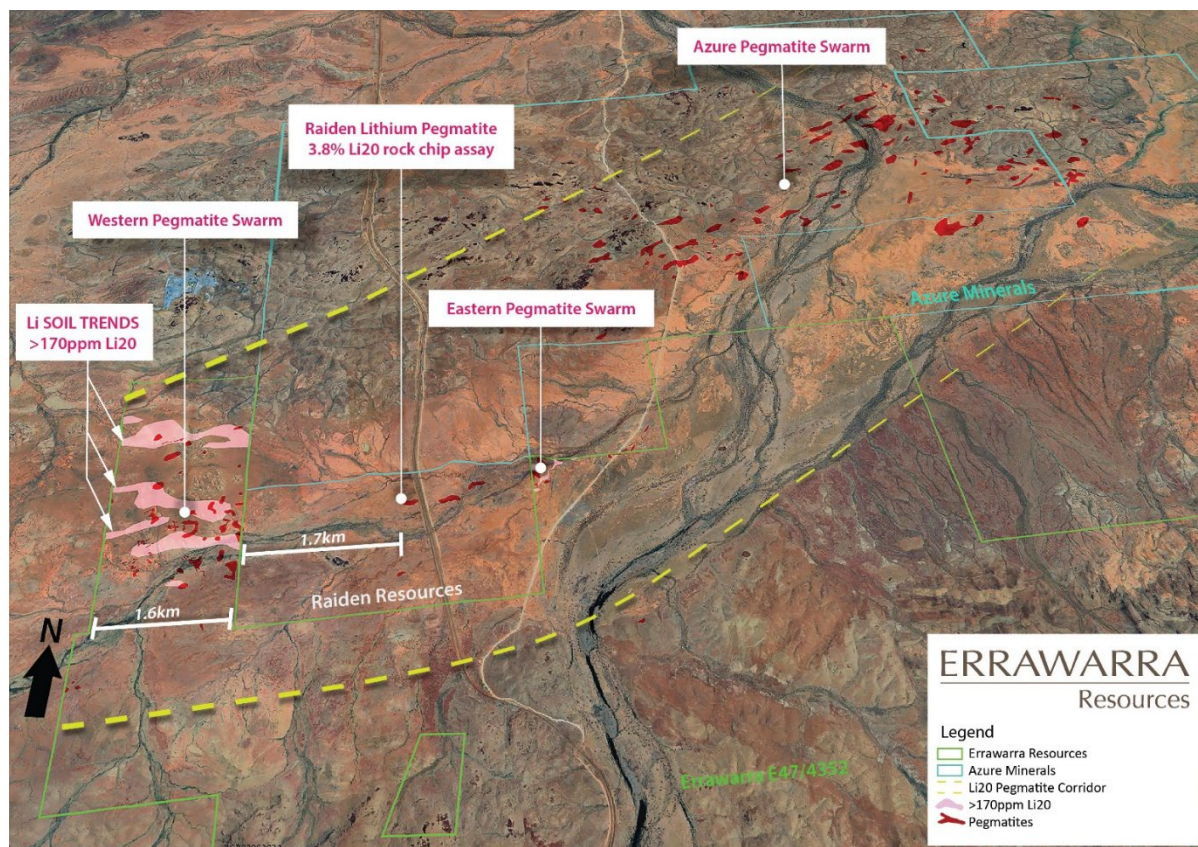 Azure Pegmatite Swarm
Raiden Lithium Pegmatite
3.8% Li20 rock chip assay
Western Pegmatite Swarm
Eastern Pegmatite Swarm
Azure Minerals
Li SOIL TRENDS
>170ppm Li20
1.7km
Raiden Resources
1.6km
N
Errawarra E47/4352
ERRAWARRA
Resources
Legend
Errawarra Resources
Azure Minerals
Li20 Pegmatite Corridor
>170ppm Li20
Pegmatites